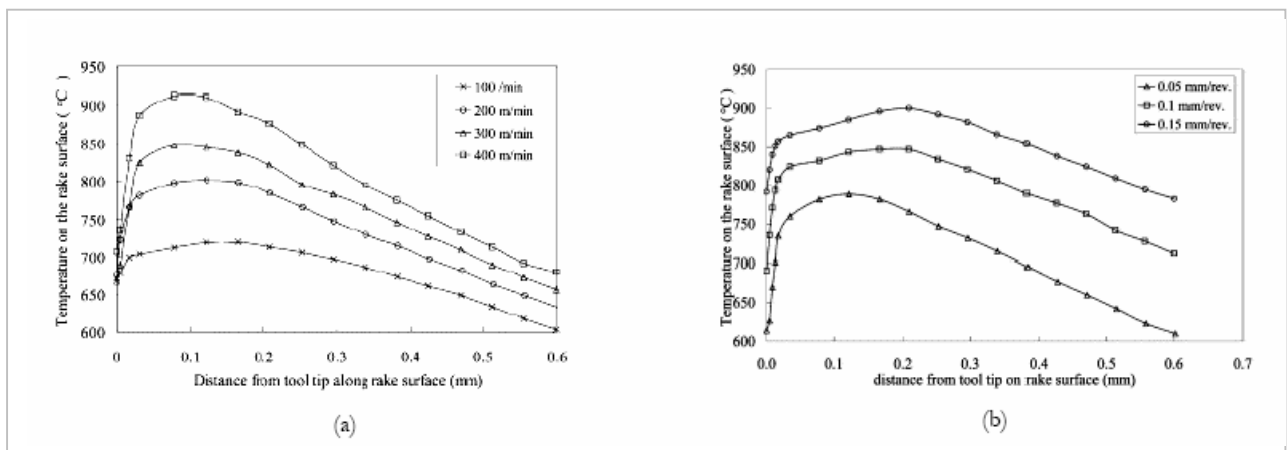 Temperature on the rake surface (°C)
950
900
850
800
750
700
650
600
0
0.1
0.2
0.3
0.4
0.5
0.6
Distance from tool tip along rake surface (mm)
100 /min
200 m/min
300 m/min
400 m/min
(a)
Temperature on the rake surface (°C)
950
900
850
800
750
700
650
600
0.0
0.1
0.2
0.3
0.4
0.5
0.6
0.7
distance from tool tip on rake surface (mm)
0.05 mm/rev.
0.1 mm/rev.
0.15 mm/rev.
(b)